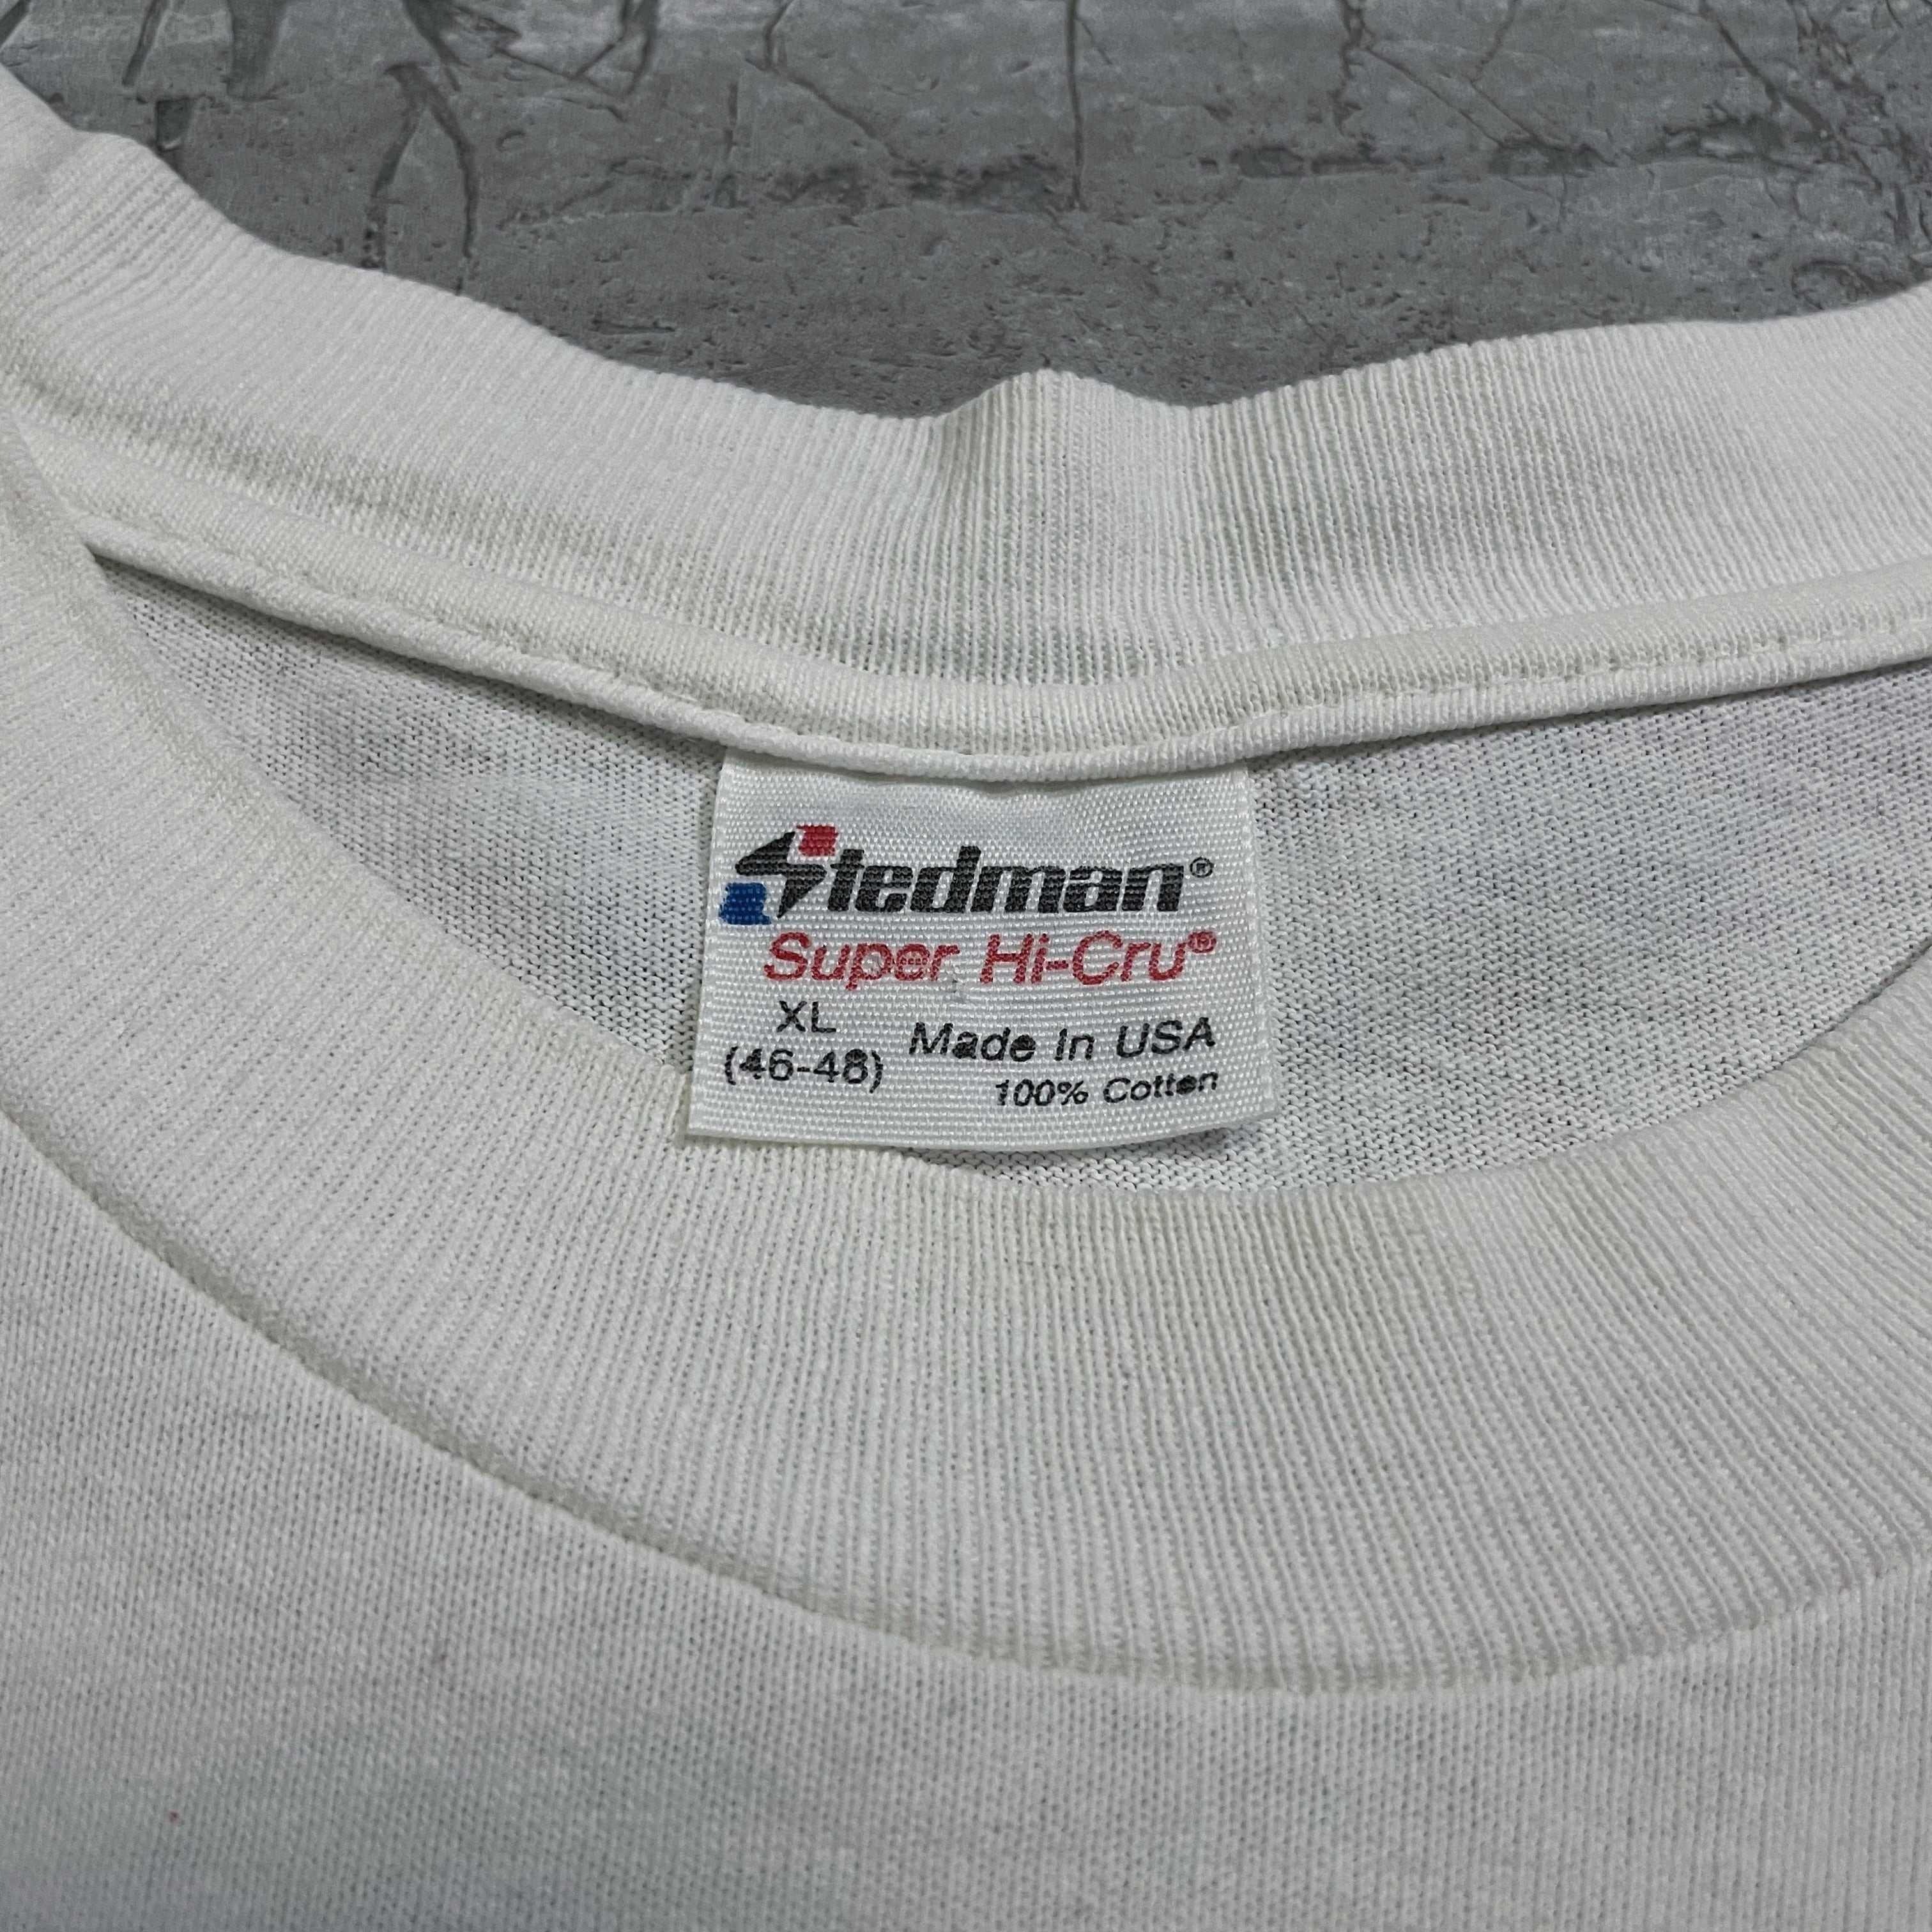 Stedman®
Super Hi-Cru®
XL
(46-48)
Made In USA
100% Cotton